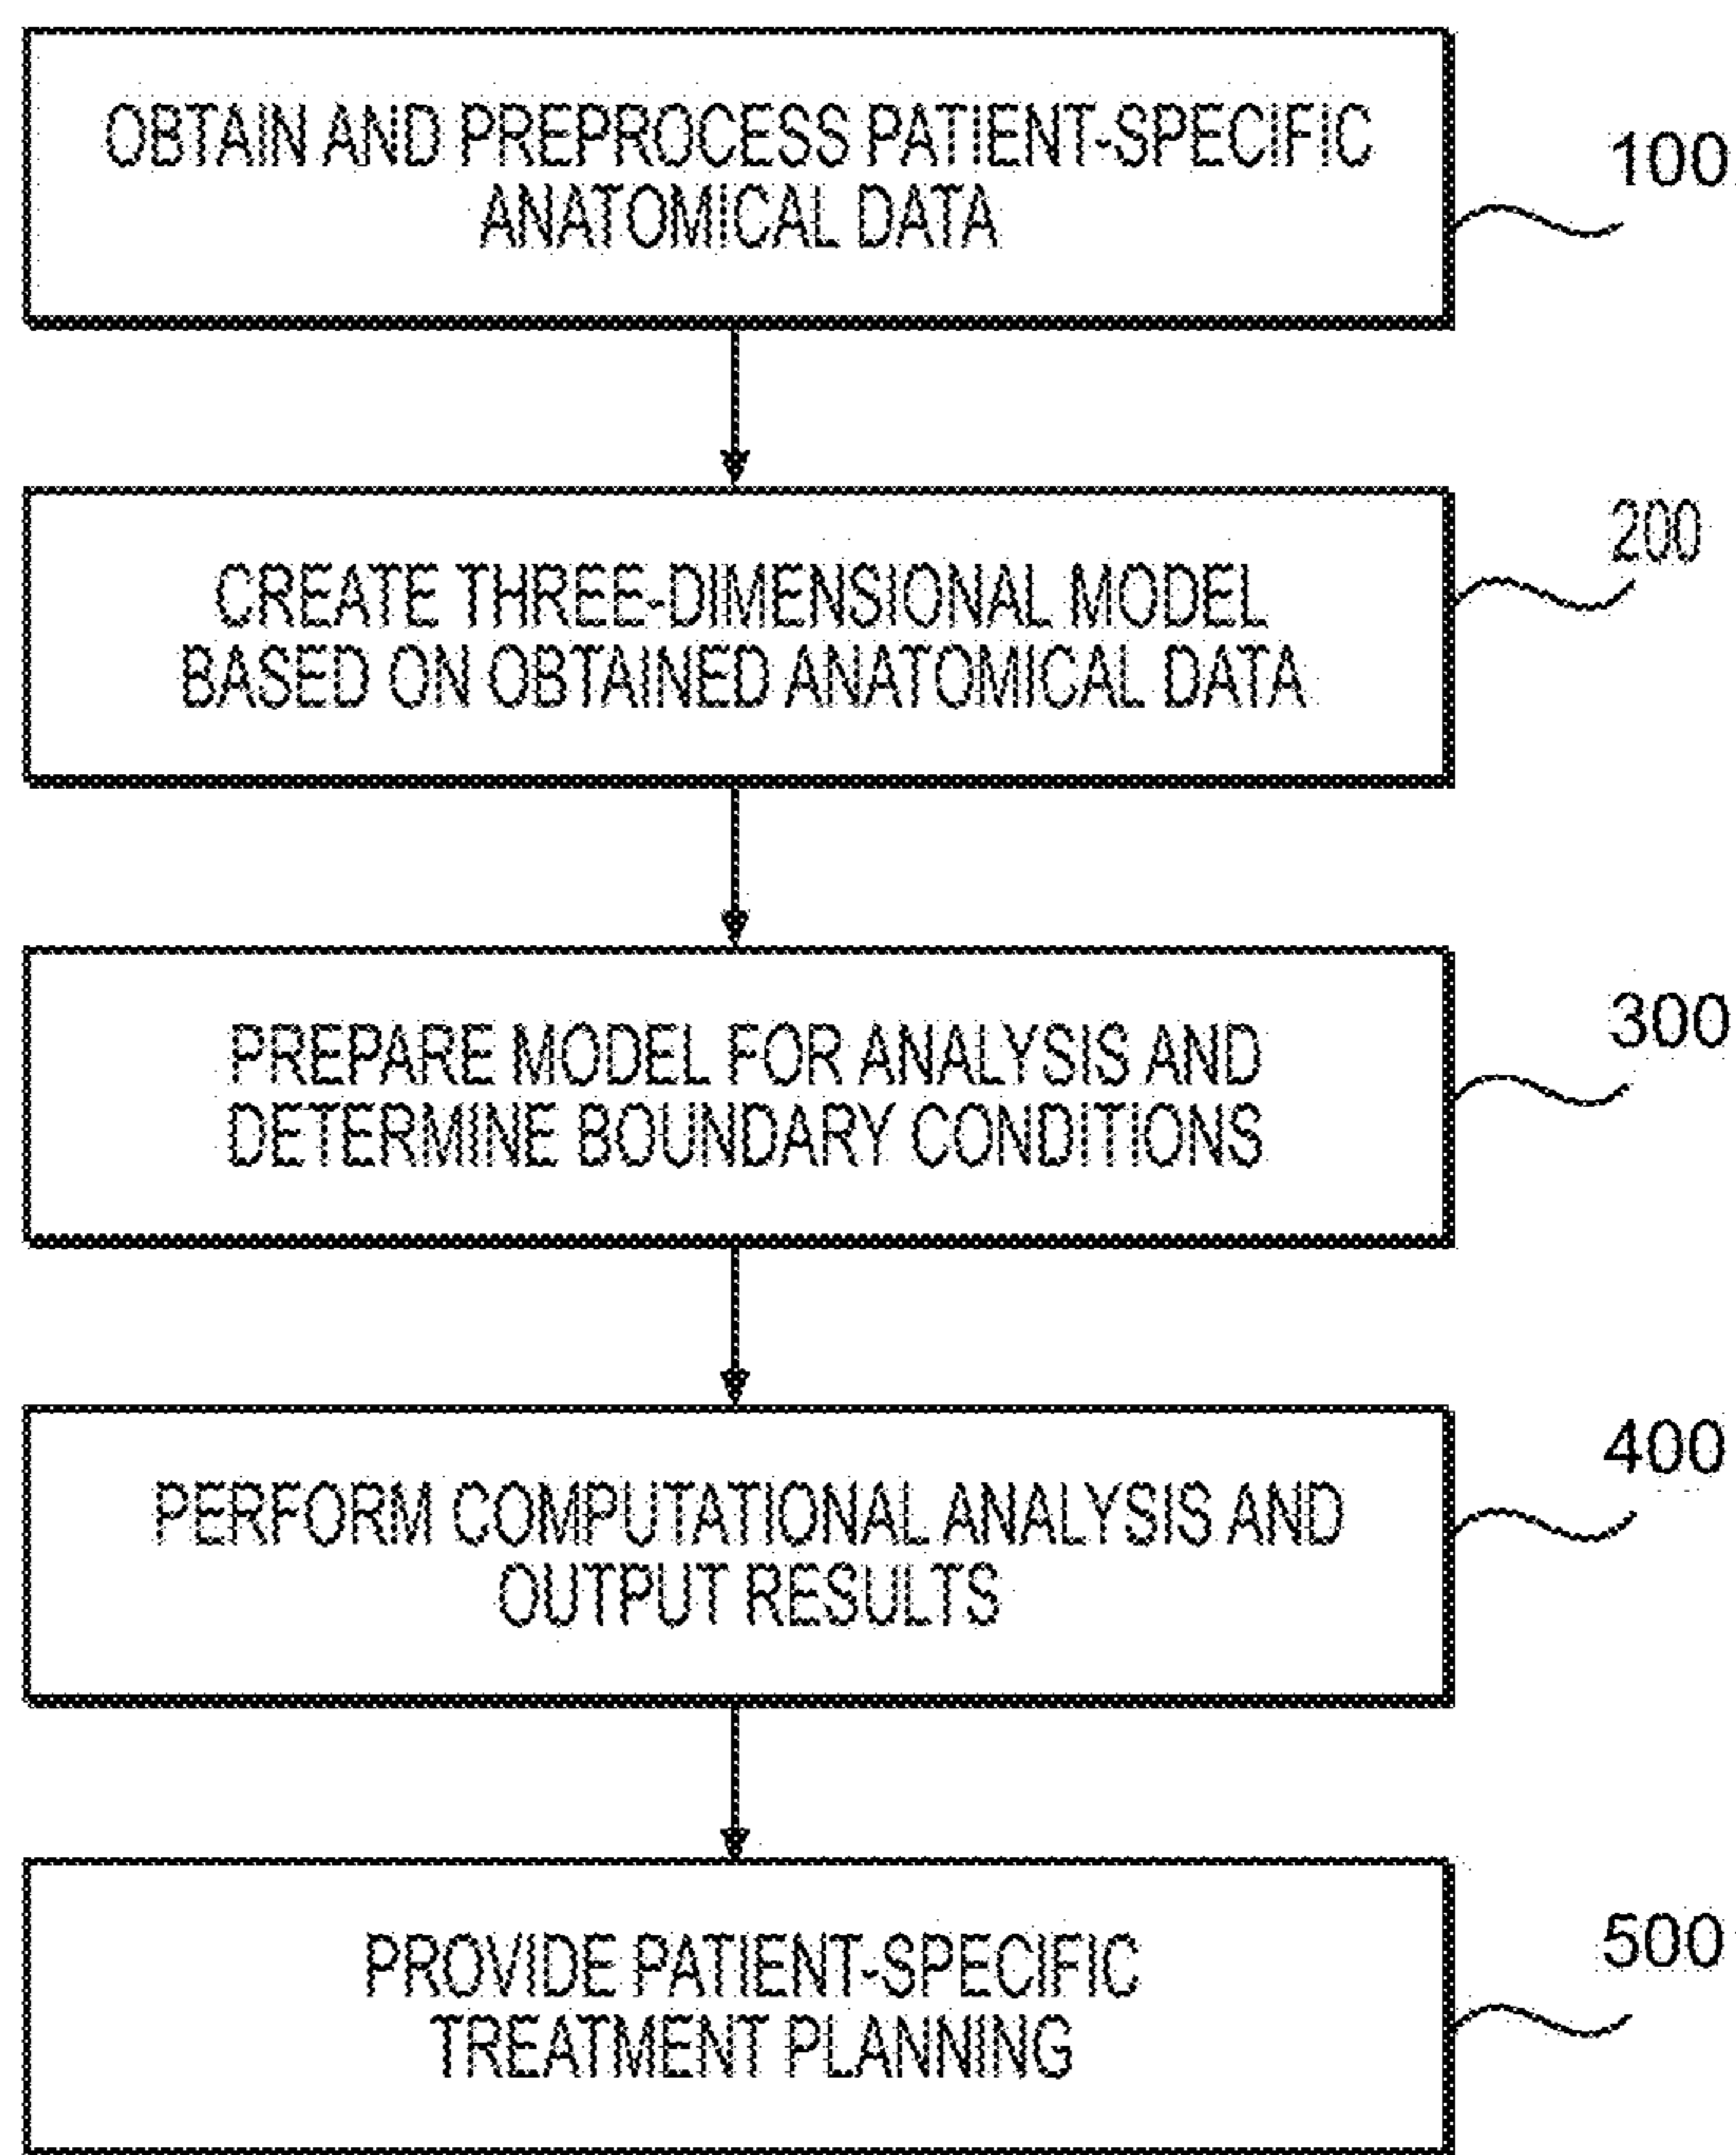 OBTAIN AND PREPROCESS PATIENT-SPECIFIC
ANATOMICAL DATA
100
CREATE THREE-DIMENSIONAL MODEL
BASED ON OBTAINED ANATOMICAL DATA
200
PREPARE MODEL FOR ANALYSIS AND
DETERMINE BOUNDARY CONDITIONS
300
PERFORM COMPUTATIONAL ANALYSIS AND
OUTPUT RESULTS
400
PROVIDE PATIENT-SPECIFIC
TREATMENT PLANNING
500